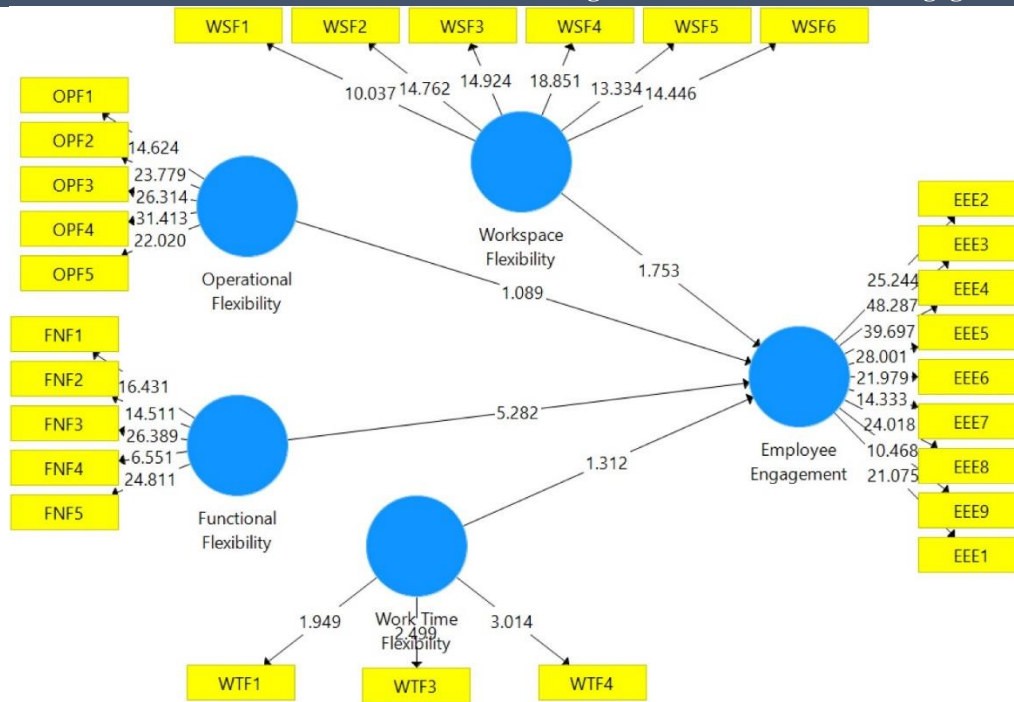 WSF1 WSF2 WSF3 WSF4 WSF5 WSF6
10.037 14.762 14.924 18.851 13.334 14.446
Workspace
Flexibility
OPF1
OPF2
OPF3
OPF4
OPF5
14.624
23.779
26.314
31.413
22.020
Operational
Flexibility
1.753
1.089
FNF1
FNF2
FNF3
FNF4
FNF5
16.431
14.511
26.389
6.551
24.811
Functional
Flexibility
5.282
1.312
Work Time
Flexibility
1.949
2.499
3.014
WTF1 WTF3 WTF4
Employee
Engagement
25.244
48.287
39.697
28.001
21.979
14.333
24.018
10.468
21.075
EEE2
EEE3
EEE4
EEE5
EEE6
EEE7
EEE8
EEE9
EEE1